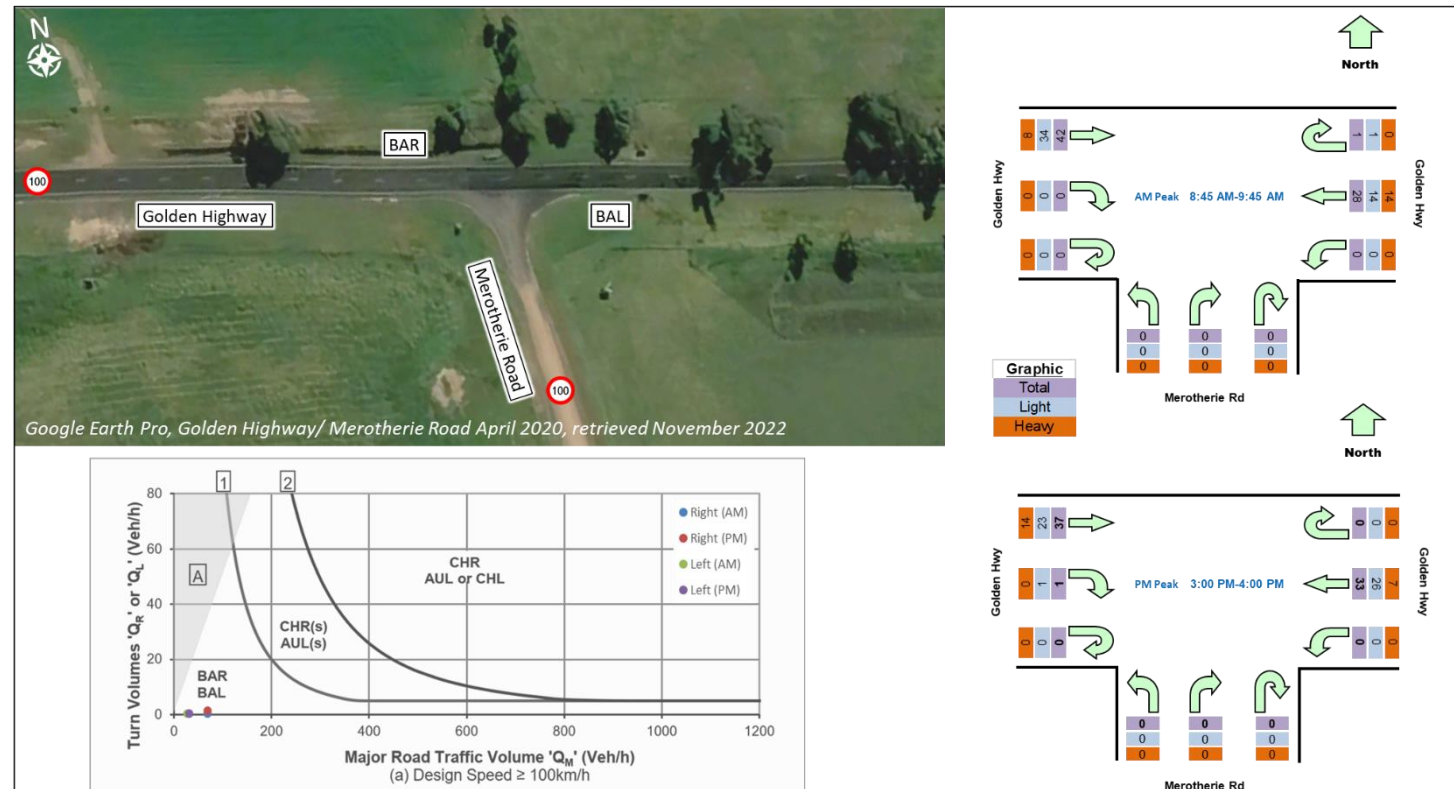 N
BAR
100
Golden Highway
BAL
Merotherie Road
100
Google Earth Pro, Golden Highway/ Merotherie Road April 2020, retrieved November 2022
1
2
80
60
40
20
0
A
Turn Volumes 'Q_R' or 'Q_L' (Veh/h)
Right (AM)
Right (PM)
Left (AM)
Left (PM)
CHR
AUL or CHL
CHR(s)
AUL(s)
BAR
BAL
0 200 400 600 800 1000 1200
Major Road Traffic Volume 'Q_M' (Veh/h)
(a) Design Speed ≥ 100km/h
North
8 34 42
1 1 0
Golden Hwy
0 0 0
AM Peak 8:45 AM-9:45 AM
28 14 14
Golden Hwy
0 0 0
0 0 0
0 0 0
0 0 0
0 0 0
Merotherie Rd
Graphic
Total
Light
Heavy
North
14 23 37
0 0 0
Golden Hwy
0 1 1
PM Peak 3:00 PM-4:00 PM
33 26 7
Golden Hwy
0 0 0
0 0 0
0 0 0
0 0 0
0 0 0
Merotherie Rd